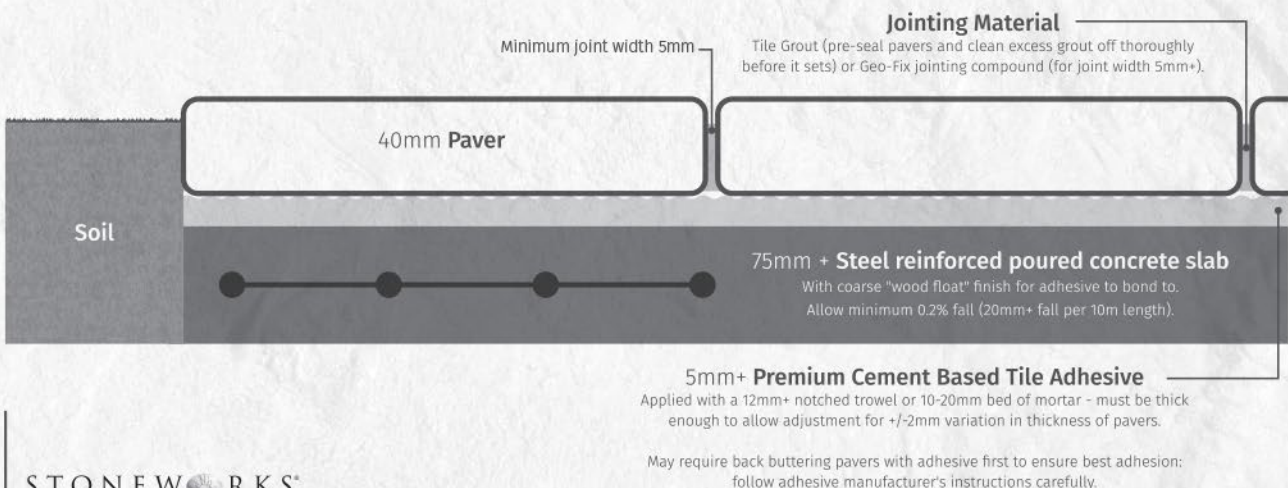 Jointing Material
Minimum joint width 5mm
Tile Grout (pre-seal pavers and clean excess grout off thoroughly
before it sets) or Geo-Fix jointing compound (for joint width 5mm+).
40mm Paver
Soil
75mm + Steel reinforced poured concrete slab
With coarse "wood float" finish for adhesive to bond to.
Allow minimum 0.2% fall (20mm+ fall per 10m length).
5mm+ Premium Cement Based Tile Adhesive
Applied with a 12mm+ notched trowel or 10-20mm bed of mortar - must be thick
enough to allow adjustment for +/-2mm variation in thickness of pavers.
May require back buttering pavers with adhesive first to ensure best adhesion:
follow adhesive manufacturer's instructions carefully.
STONEWORKS